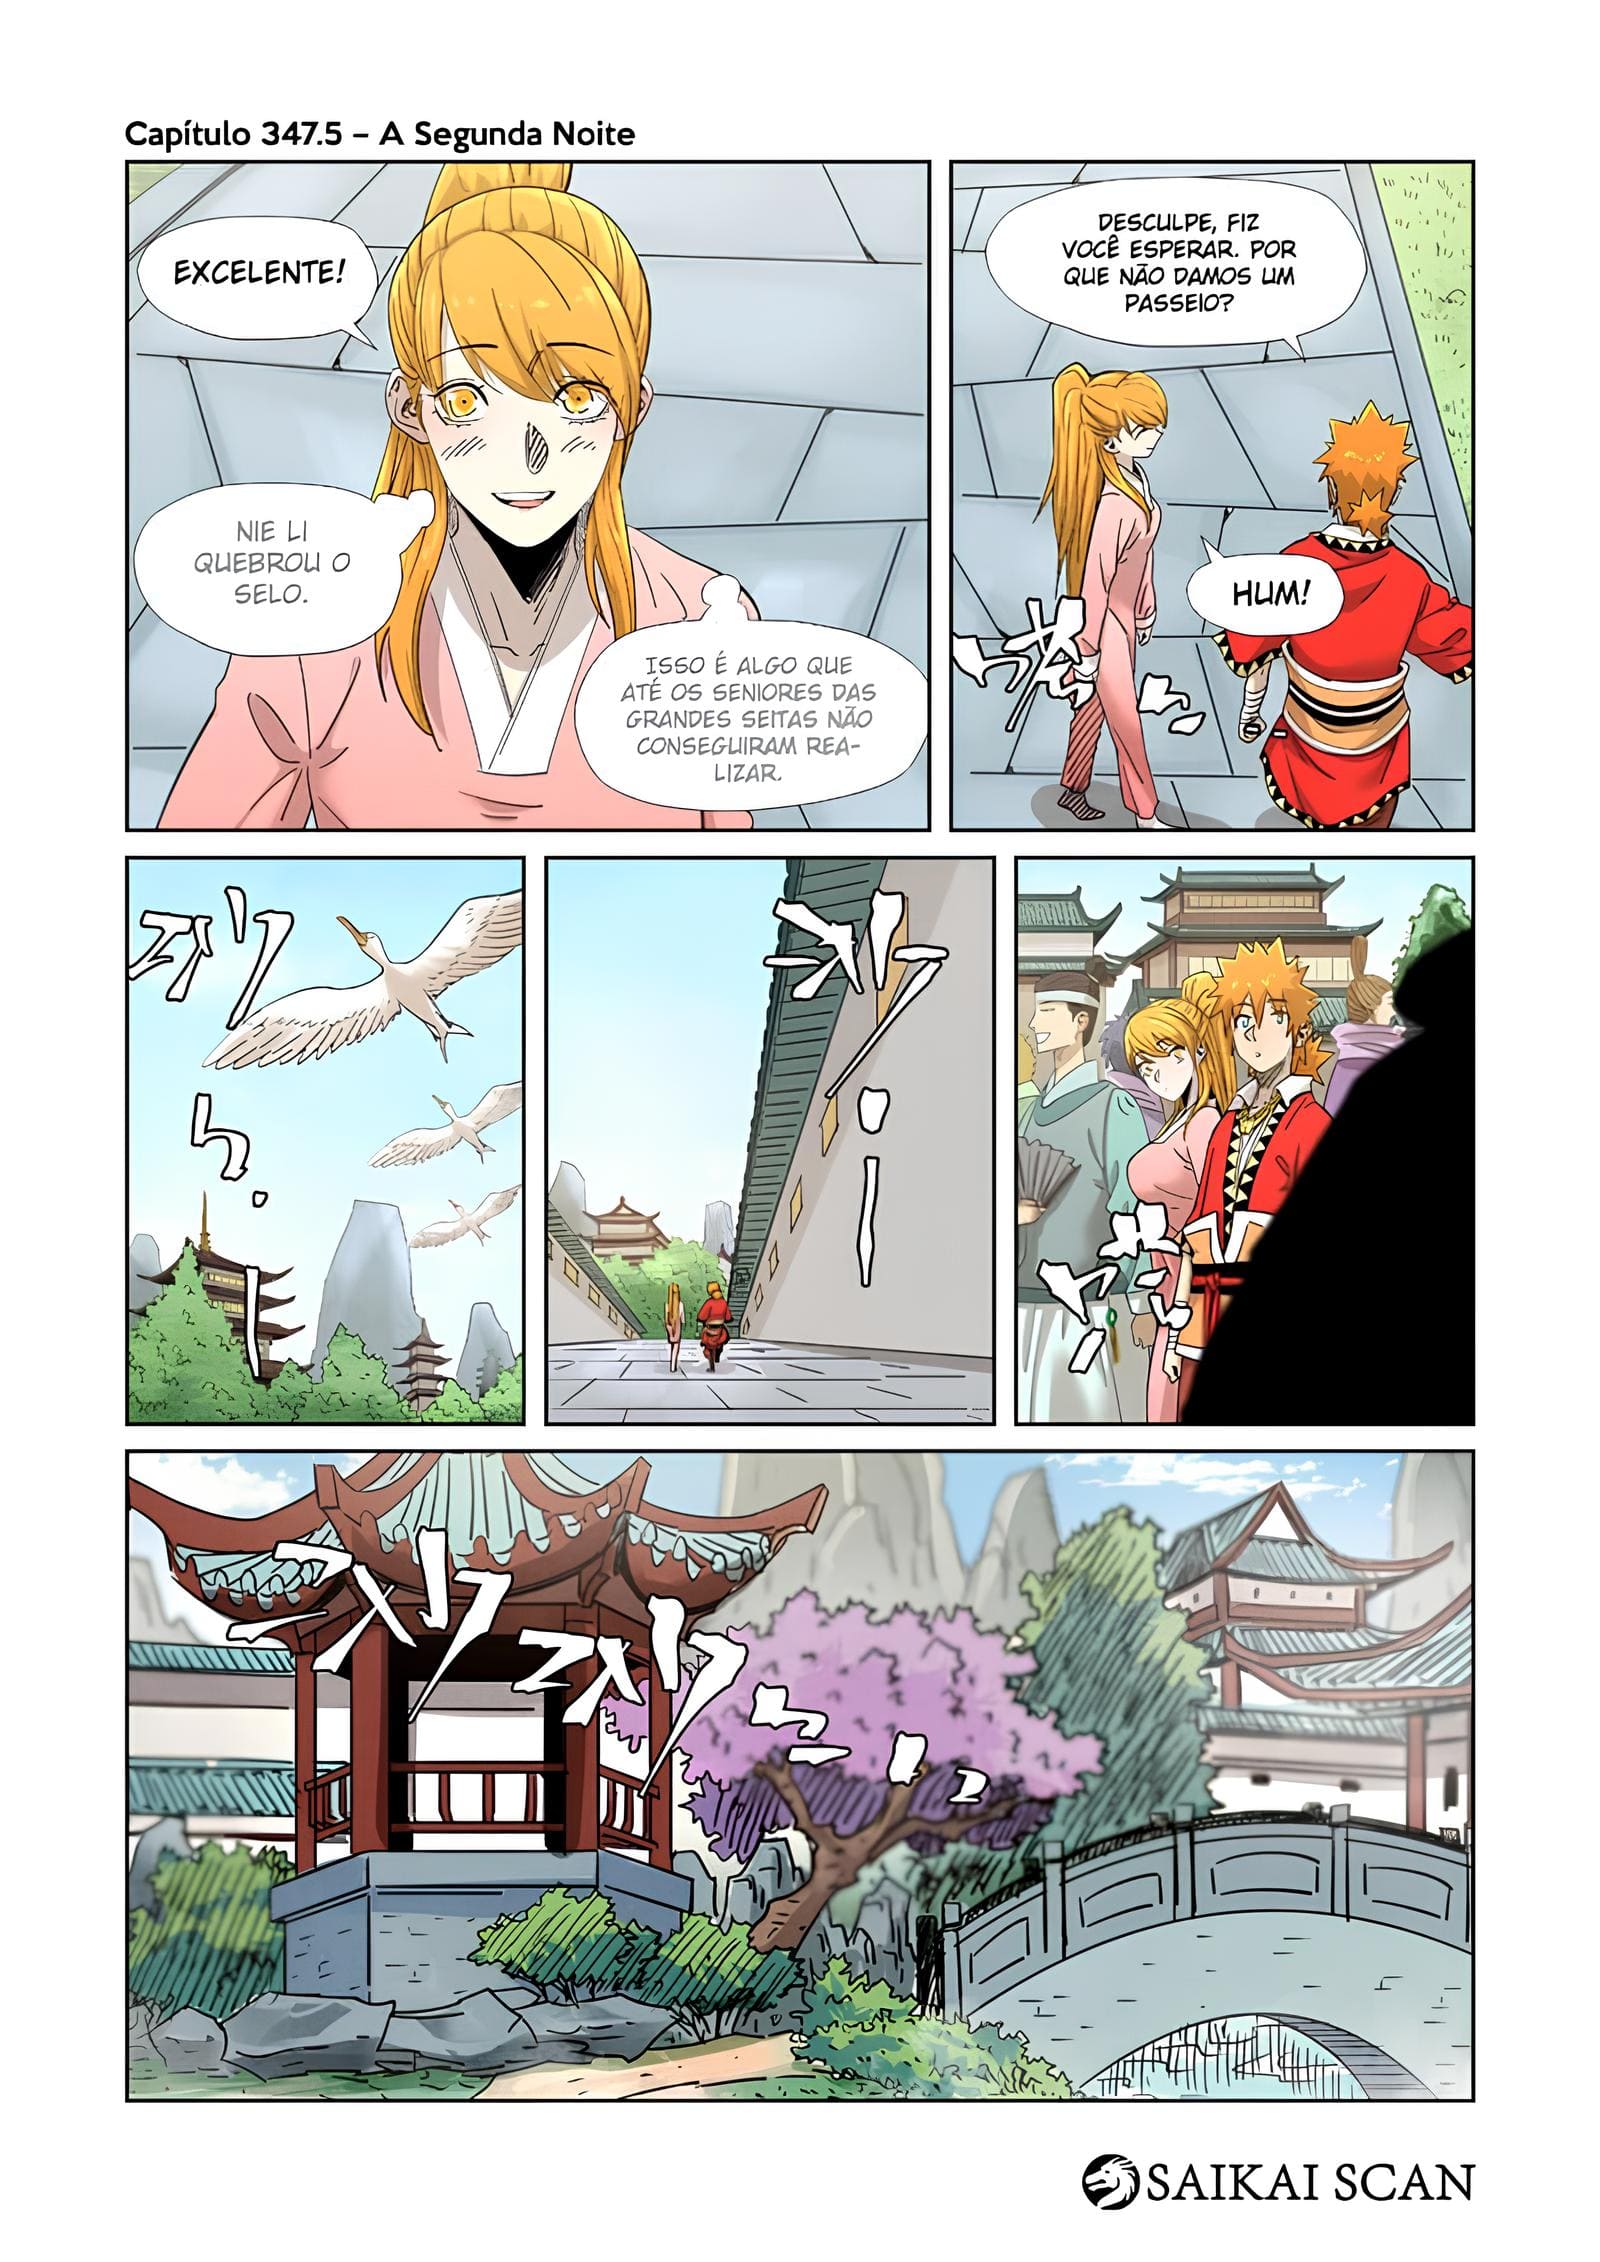 Capítulo 347.5 – A Segunda Noite
EXCELENTE!
NIE LI
QUEBROU O
SELO.
ISSO É ALGO QUE
ATÉ OS SENIORES DAS
GRANDES SEITAS NÃO
CONSEGUIRAM REA-
LIZAR.
DESCULPE, FIZ
VOCÊ ESPERAR. POR
QUE NÃO DAMOS UM
PASSEIO?
HUM!
SAIKAI SCAN